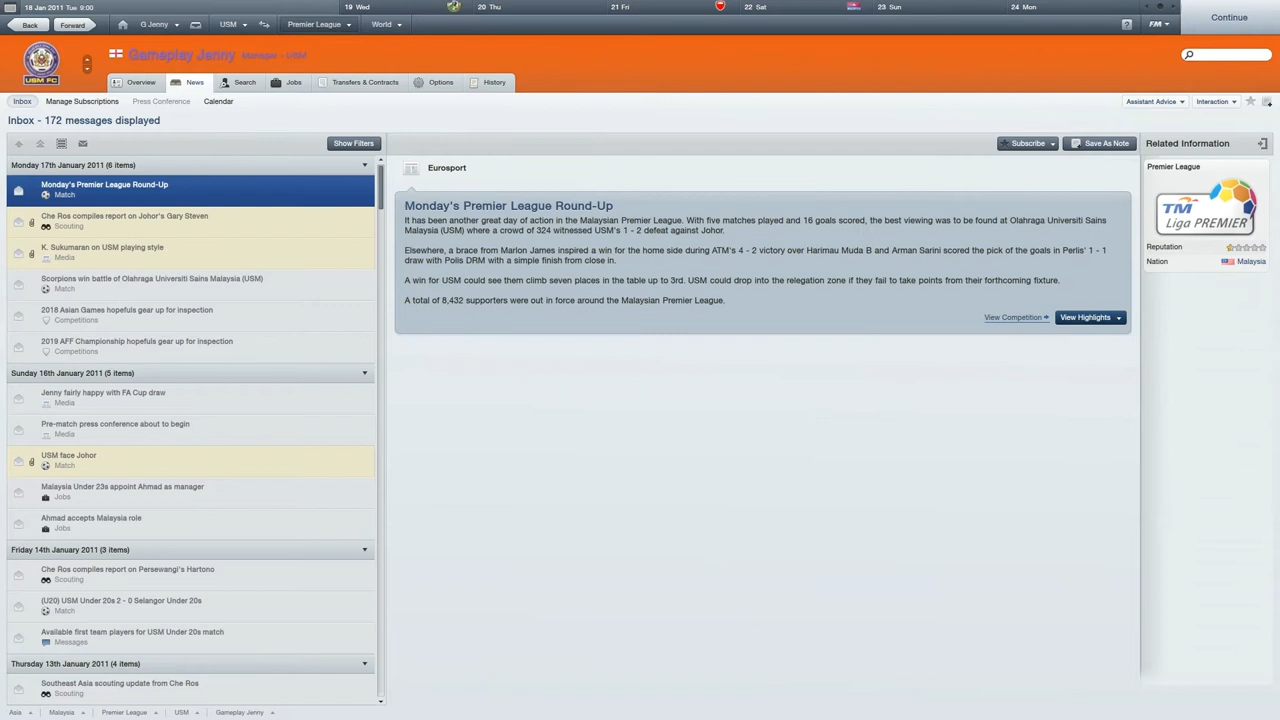 18 Jan 2011 Tue 9:00
19 Wed
20 Thu
21 Fri
22 Sat
23 Sun
24 Mon
Back
Forward
G Jenny
USM
Premier League
World
?
FM
Continue
USM FC
Gameplay Jenny Manager - USM
Overview
News
Search
Jobs
Transfers & Contracts
Options
History
Inbox
Manage Subscriptions
Press Conference
Calendar
Assistant Advice
Interaction
Inbox - 172 messages displayed
Show Filters
Subscribe
Save As Note
Related Information
Monday 17th January 2011 (6 items)
Monday's Premier League Round-Up
Match
Che Ros compiles report on Johor's Gary Steven
Scouting
K. Sukumaran on USM playing style
Media
Scorpions win battle of Olahraga Universiti Sains Malaysia (USM)
Match
2018 Asian Games hopefuls gear up for inspection
Competitions
2019 AFF Championship hopefuls gear up for inspection
Competitions
Sunday 16th January 2011 (5 items)
Jenny fairly happy with FA Cup draw
Media
Pre-match press conference about to begin
Media
USM face Johor
Match
Malaysia Under 23s appoint Ahmad as manager
Jobs
Ahmad accepts Malaysia role
Jobs
Friday 14th January 2011 (3 items)
Che Ros compiles report on Persewangi's Hartono
Scouting
(U20) USM Under 20s 2 - 0 Selangor Under 20s
Match
Available first team players for USM Under 20s match
Messages
Thursday 13th January 2011 (4 items)
Southeast Asia scouting update from Che Ros
Scouting
Eurosport
Monday's Premier League Round-Up
It has been another great day of action in the Malaysian Premier League. With five matches played and 16 goals scored, the best viewing was to be found at Olahraga Universiti Sains
Malaysia (USM) where a crowd of 324 witnessed USM's 1 - 2 defeat against Johor.
Elsewhere, a brace from Marlon James inspired a win for the home side during ATM's 4 - 2 victory over Harimau Muda B and Arman Sarini scored the pick of the goals in Perlis' 1 - 1
draw with Polis DRM with a simple finish from close in.
A win for USM could see them climb seven places in the table up to 3rd. USM could drop into the relegation zone if they fail to take points from their forthcoming fixture.
A total of 8,432 supporters were out in force around the Malaysian Premier League.
View Competition
View Highlights
Premier League
TM
Liga PREMIER
Reputation
Nation
Malaysia
Asia
Malaysia
Premier League
USM
Gameplay Jenny